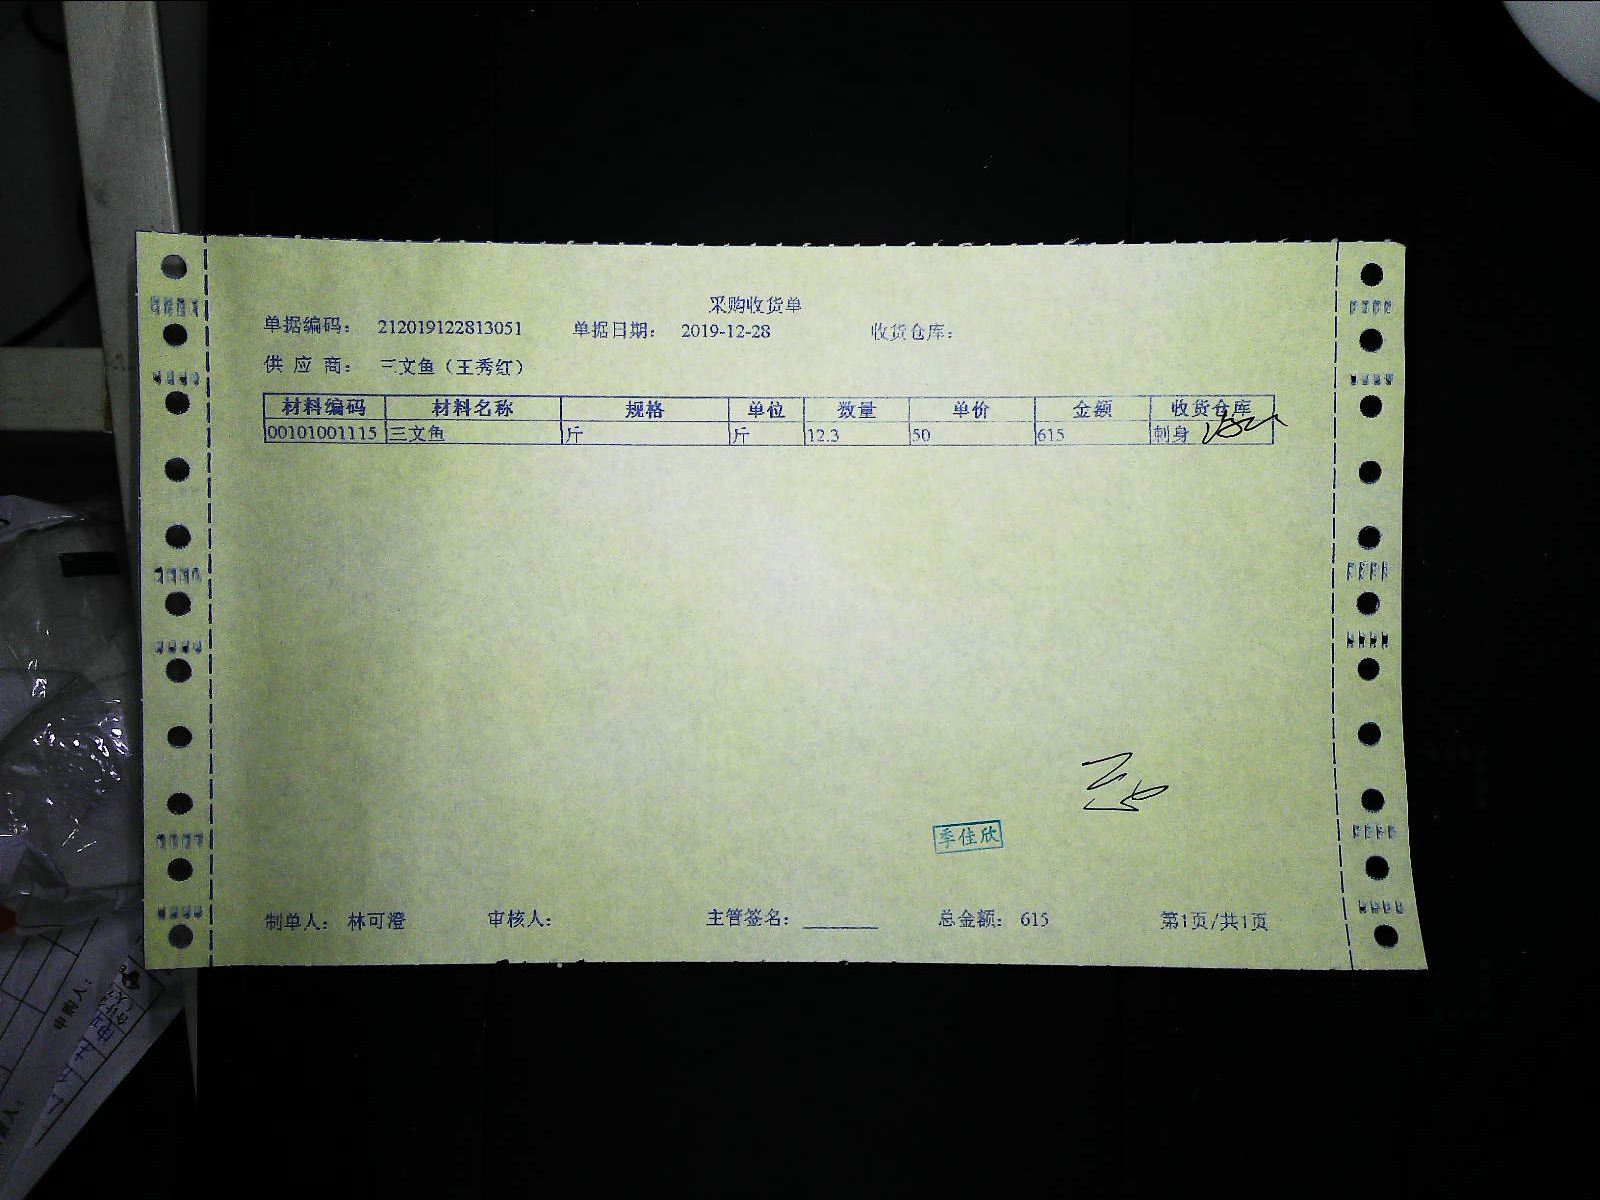 采购收货单
单据编码： 212019122813051 单据日期： 2019-12-28 收货仓库：
供 应 商： 三文鱼（王秀红）
材料编码 材料名称 规格 单位 数量 单价 金额 收货仓库
00101001115 三文鱼 斤 斤 12.3 50 615 刺身
季佳欣
制单人： 林可澄 审核人： 主管签名： 总金额： 615 第1页/共1页
申购人：